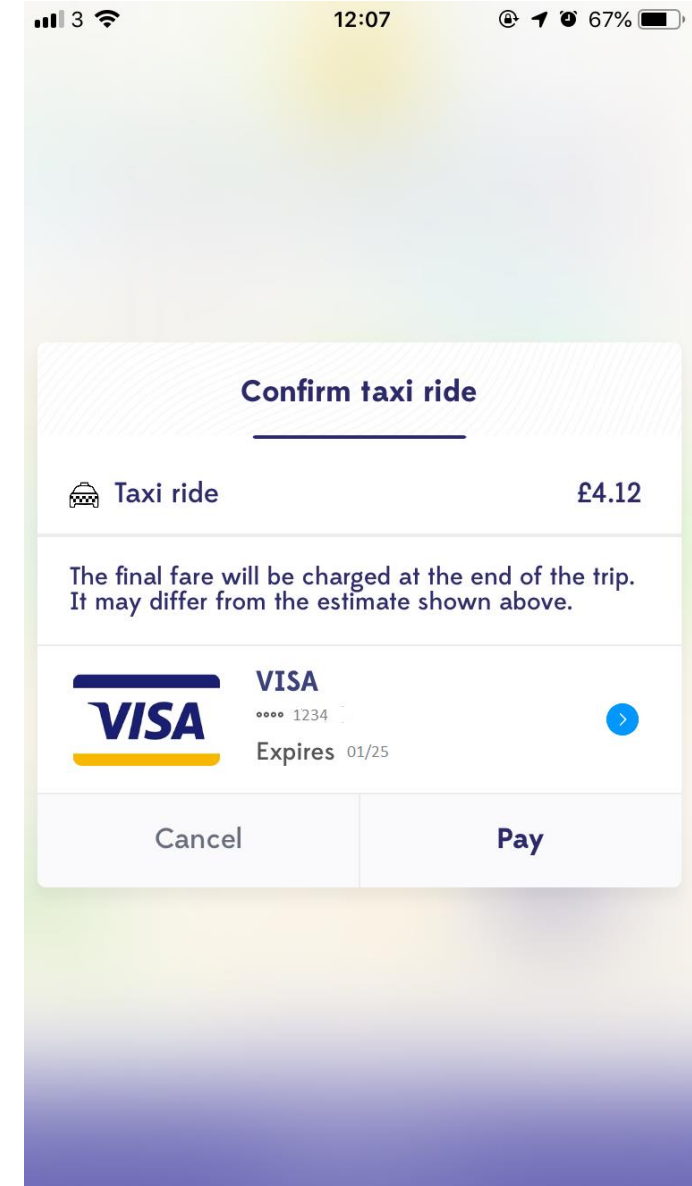 3 12:07 67%
Confirm taxi ride
Taxi ride £4.12
The final fare will be charged at the end of the trip.
It may differ from the estimate shown above.
VISA
VISA
•••• 1234
Expires 01/25
Cancel Pay